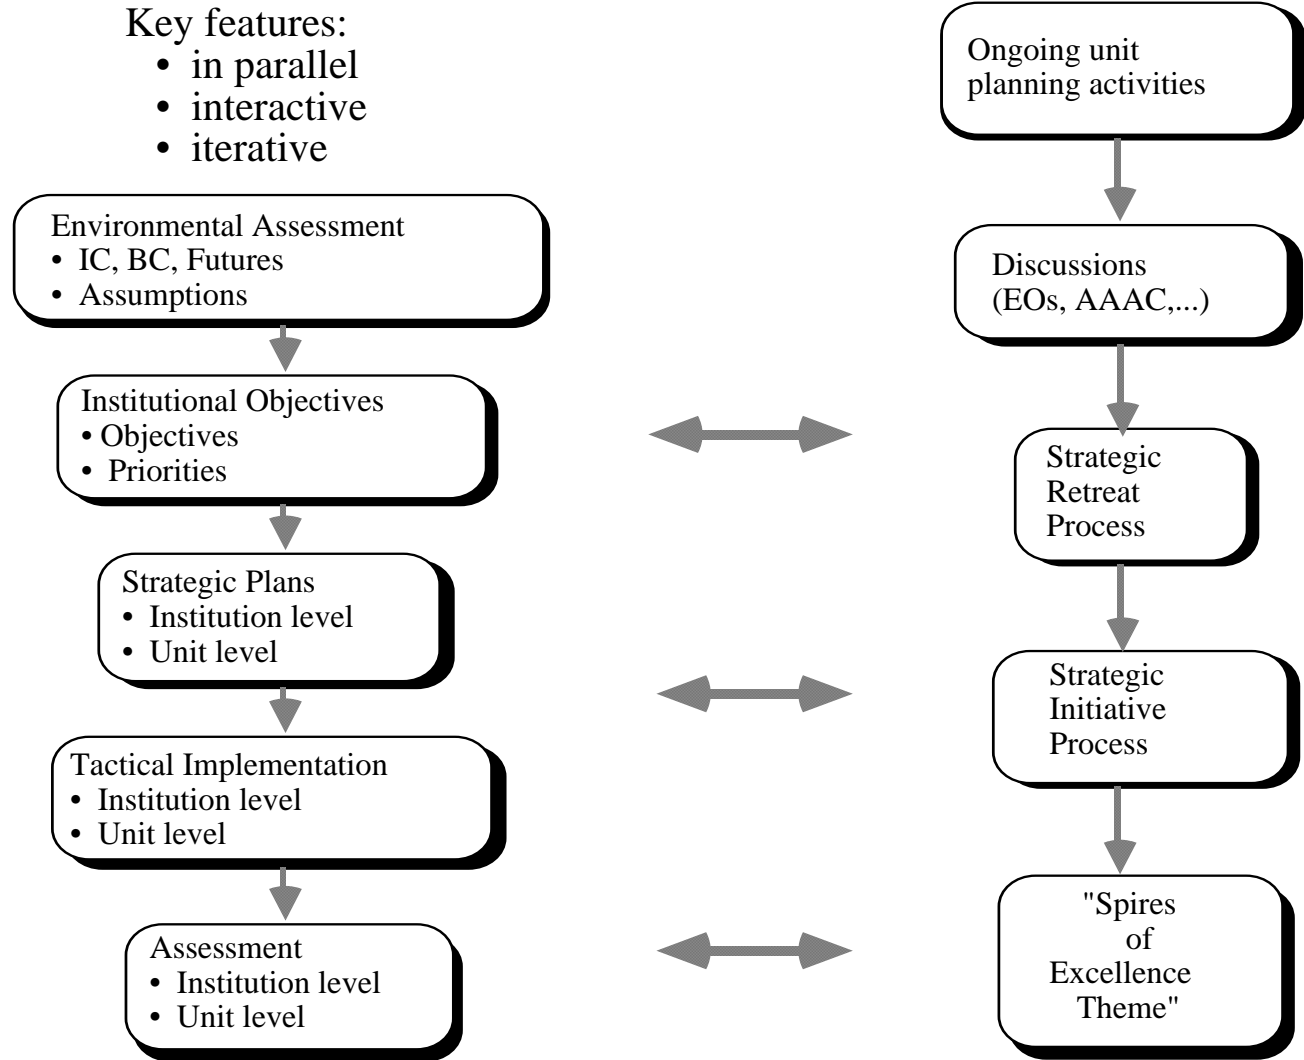 Key features:
• in parallel
• interactive
• iterative
Environmental Assessment
• IC, BC, Futures
• Assumptions
Institutional Objectives
• Objectives
• Priorities
Strategic Plans
• Institution level
• Unit level
Tactical Implementation
• Institution level
• Unit level
Assessment
• Institution level
• Unit level
Ongoing unit
planning activities
Discussions
(EOs, AAAC,...)
Strategic
Retreat
Process
Strategic
Initiative
Process
"Spires
of
Excellence
Theme"